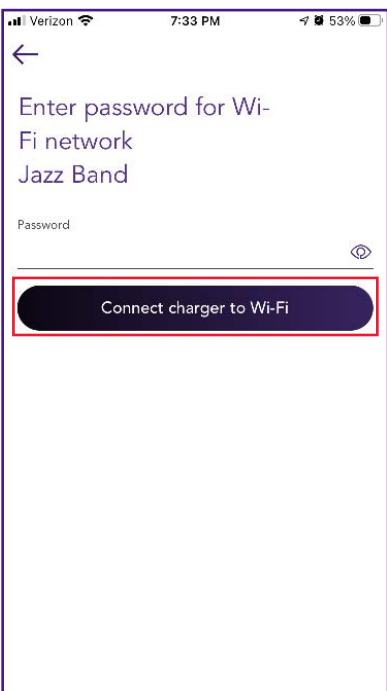 Verizon 7:33 PM 53%
Enter password for Wi-
Fi network
Jazz Band
Password
Connect charger to Wi-Fi